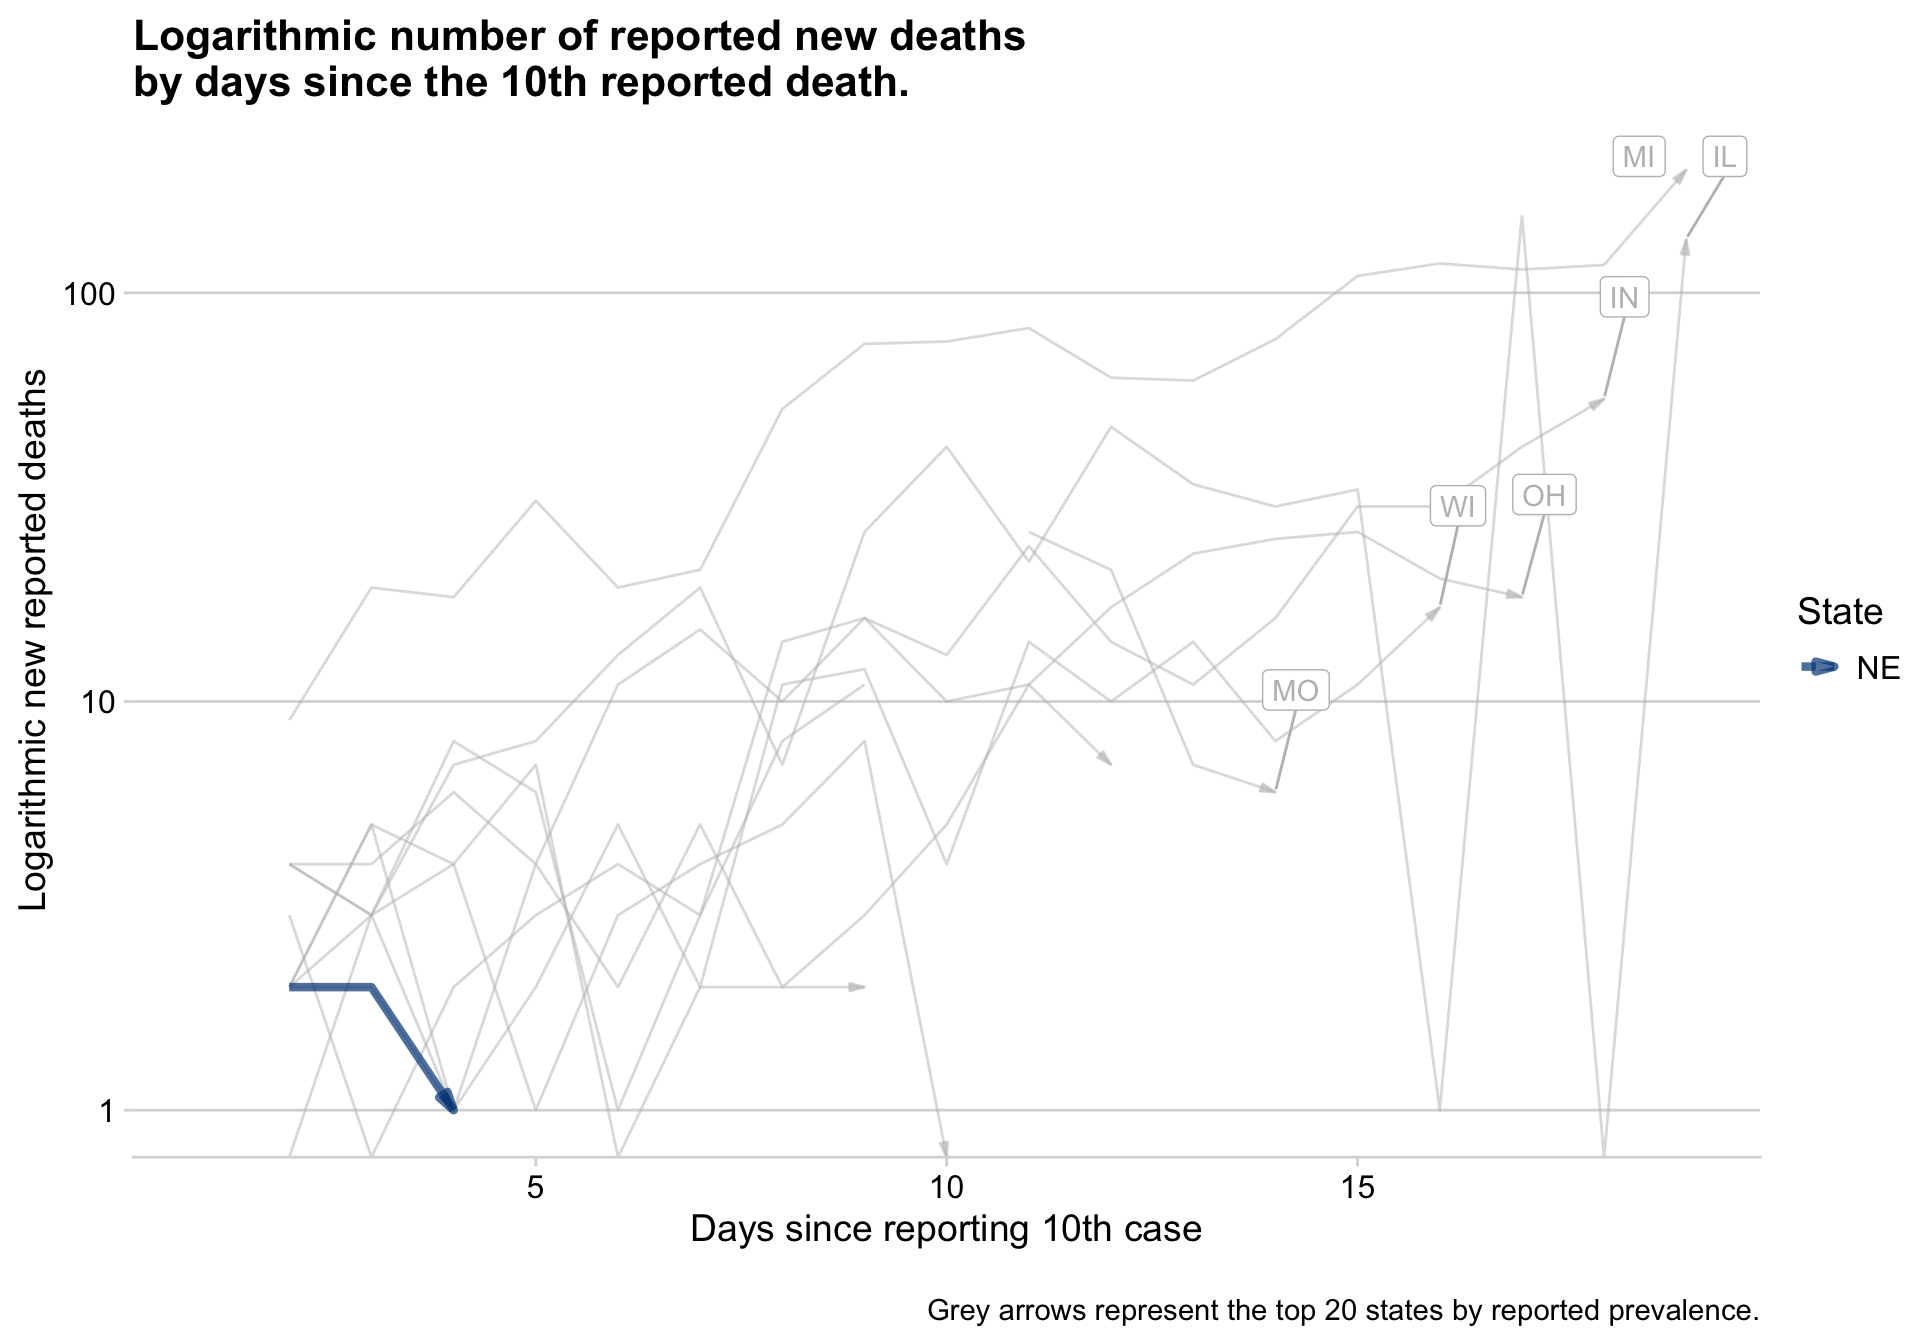 Logarithmic number of reported new deaths
by days since the 10th reported death.
MI
IL
100
IN
WI
OH
Logarithmic new reported deaths
State
NE
MO
10
1
5
10
15
Days since reporting 10th case
Grey arrows represent the top 20 states by reported prevalence.